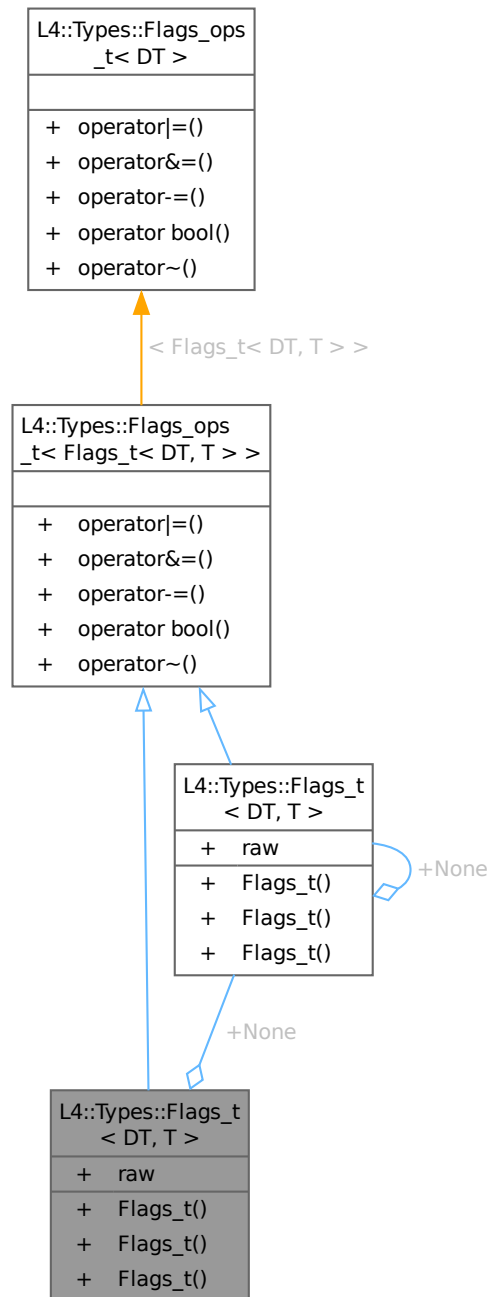 L4::Types::Flags_ops
_t< DT >
+ operator|=()
+ operator&=()
+ operator-=()
+ operator bool()
+ operator~()
< Flags_t< DT, T > >
L4::Types::Flags_ops
_t< Flags_t< DT, T > >
+ operator|=()
+ operator&=()
+ operator-=()
+ operator bool()
+ operator~()
L4::Types::Flags_t
< DT, T >
+ raw
+ Flags_t()
+ Flags_t()
+ Flags_t()
+None
+None
L4::Types::Flags_t
< DT, T >
+ raw
+ Flags_t()
+ Flags_t()
+ Flags_t()